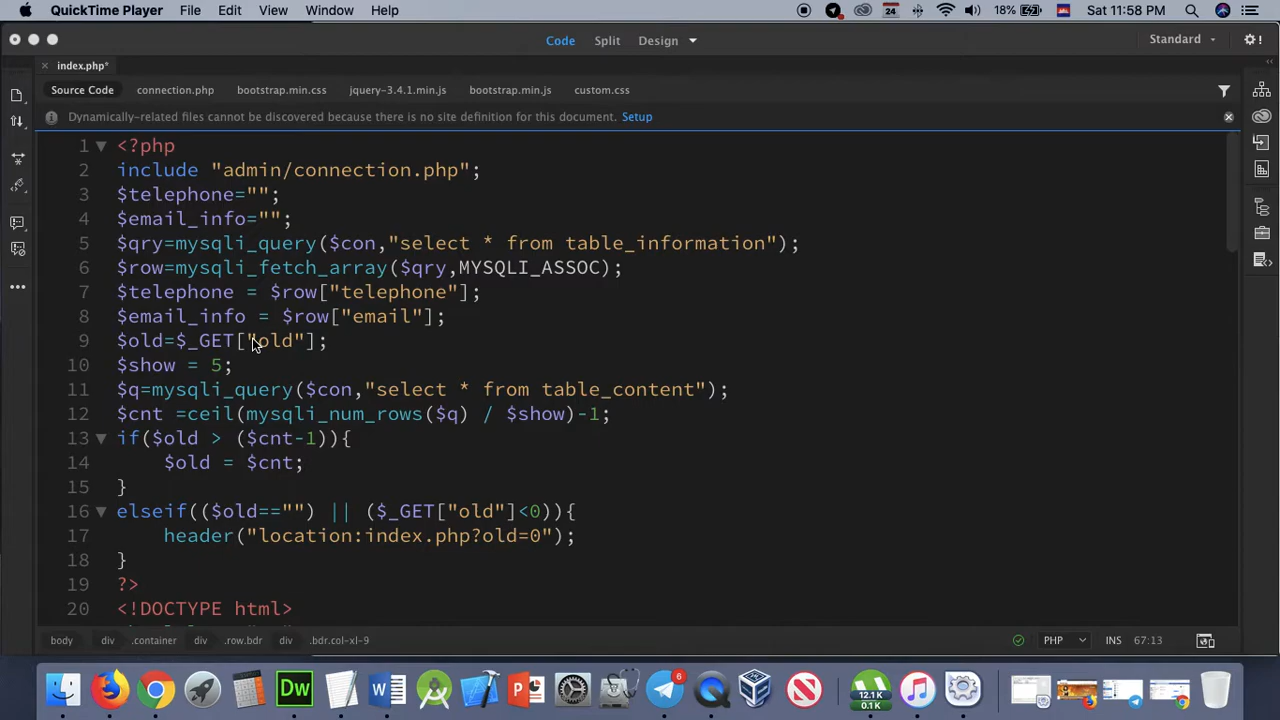 QuickTime Player File Edit View Window Help 24 18% Sat 11:58 PM
Code Split Design Standard
index.php*
Source Code connection.php bootstrap.min.css jquery-3.4.1.min.js bootstrap.min.js custom.css
Dynamically-related files cannot be discovered because there is no site definition for this document. Setup
1 <?php
2 include "admin/connection.php";
3 $telephone="";
4 $email_info="";
5 $qry=mysqli_query($con,"select * from table_information");
6 $row=mysqli_fetch_array($qry,MYSQLI_ASSOC);
7 $telephone = $row["telephone"];
8 $email_info = $row["email"];
9 $old=$_GET["old"];
10 $show = 5;
11 $q=mysqli_query($con,"select * from table_content");
12 $cnt =ceil(mysqli_num_rows($q) / $show)-1;
13 if($old > ($cnt-1)){
14 $old = $cnt;
15 }
16 elseif(($old=="") || ($_GET["old"]<0)){
17 header("location:index.php?old=0");
18 }
19 ?>
20 <!DOCTYPE html>
body div .container div .row.bdr div .bdr.col-xl-9 PHP INS 67:13
Dw W P 6 12.1 K 0.1 K